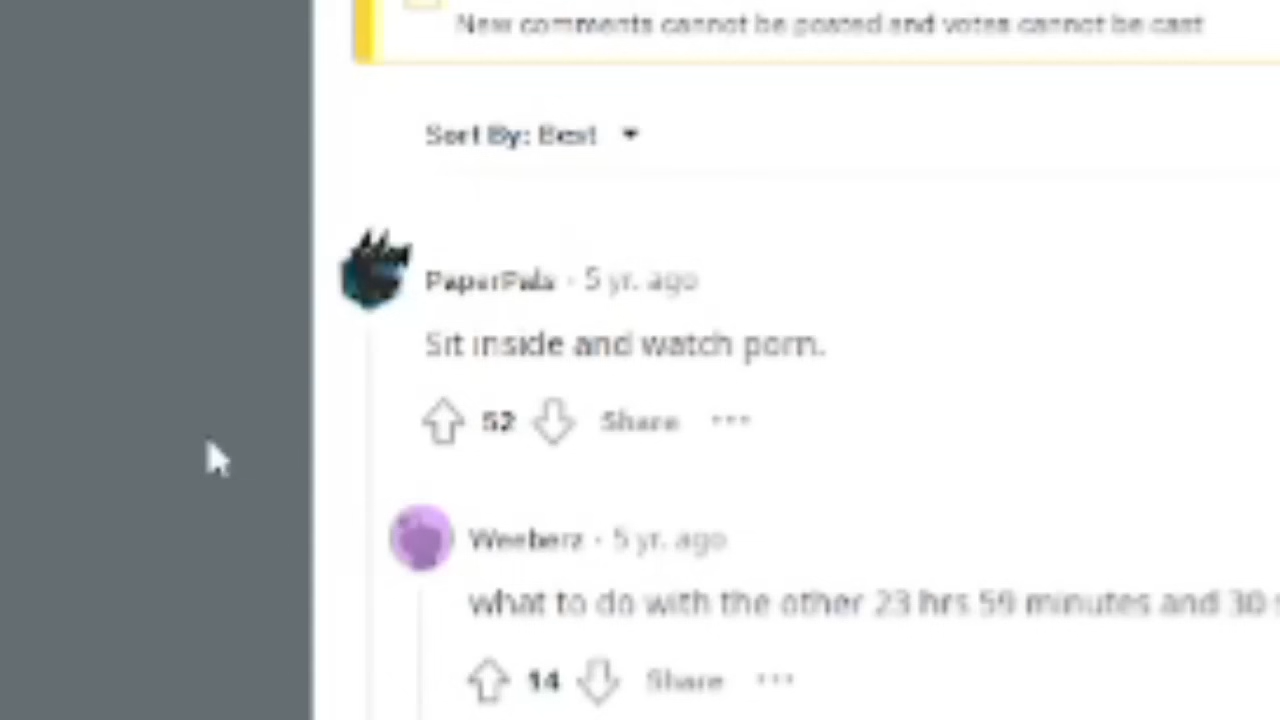 New comments cannot be posted and votes cannot be cast
Sort By: Best
PaperPals · 5 yr. ago
Sit inside and watch porn.
52 Share ···
Weeberz · 5 yr. ago
what to do with the other 23 hrs 59 minutes and 30 s
14 Share ···